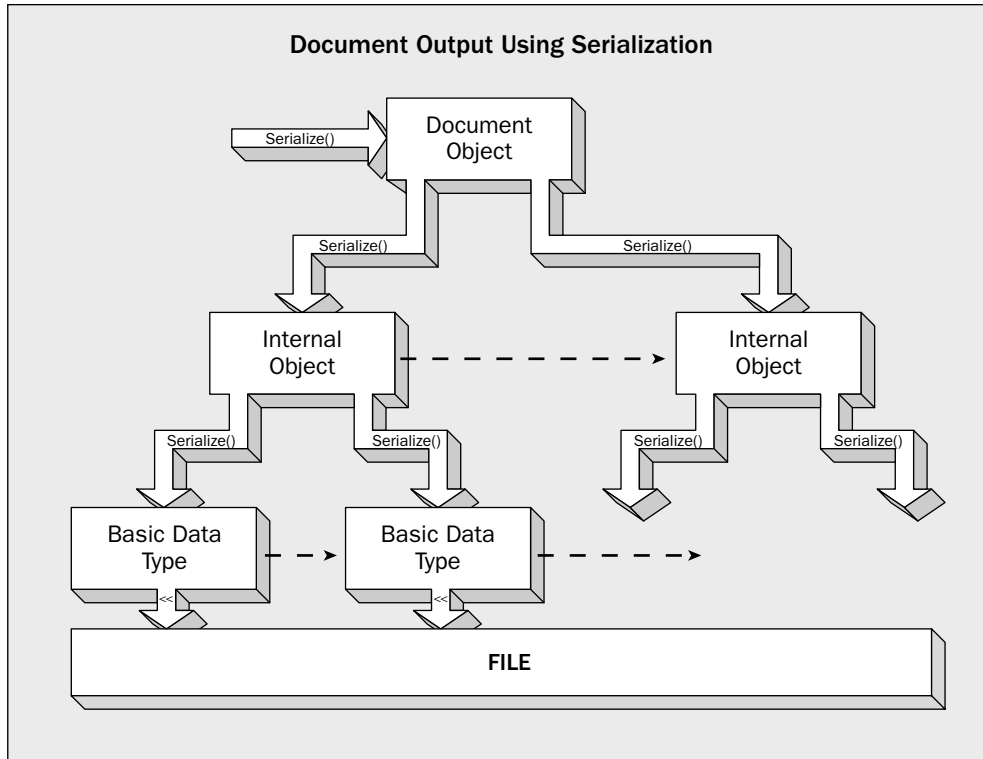 Document Output Using Serialization
Serialize()
Document
Object
Serialize()
Serialize()
Internal
Object
Internal
Object
Serialize()
Serialize()
Serialize()
Serialize()
Basic Data
Type
Basic Data
Type
<<
<<
FILE